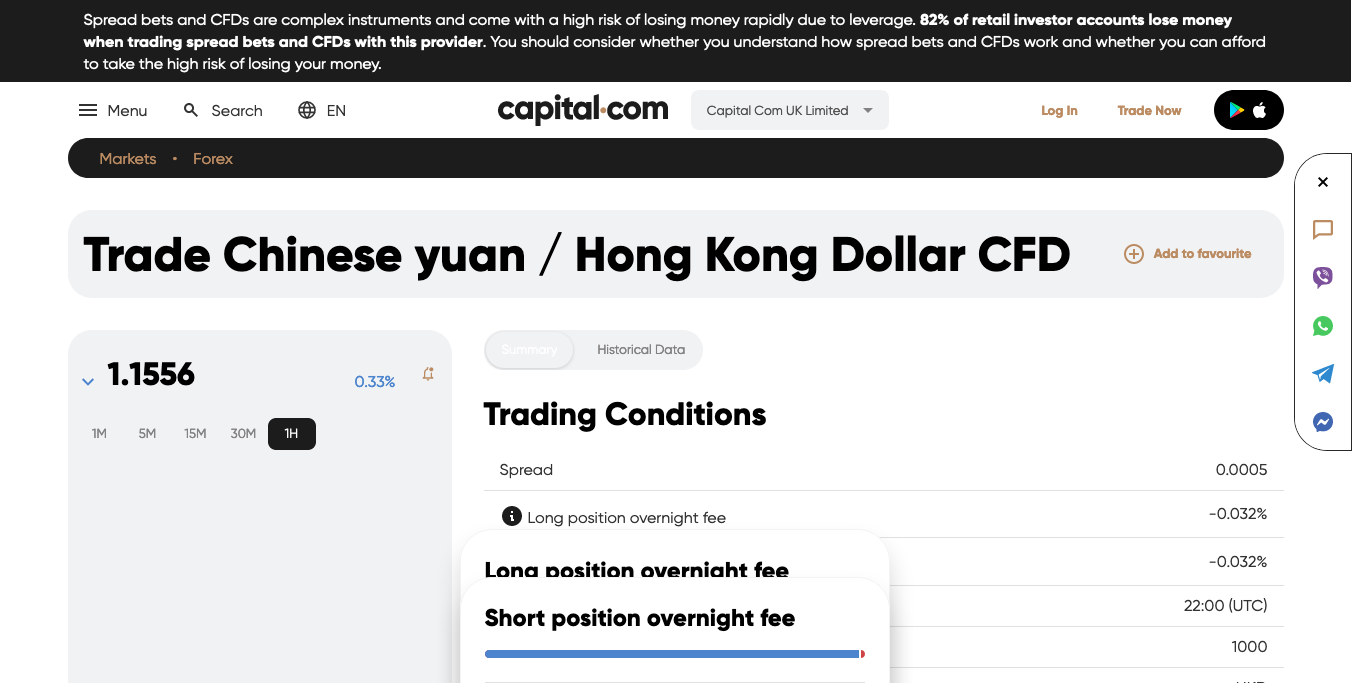 Spread bets and CFDs are complex instruments and come with a high risk of losing money rapidly due to leverage. 82% of retail investor accounts lose money
when trading spread bets and CFDs with this provider. You should consider whether you understand how spread bets and CFDs work and whether you can afford
to take the high risk of losing your money.
Menu Search EN capital.com Capital Com UK Limited Log In Trade Now
Markets • Forex
Trade Chinese yuan / Hong Kong Dollar CFD Add to favourite
1.1556 0.33%
1M 5M 15M 30M 1H
Summary Historical Data
Trading Conditions
Spread 0.0005
Long position overnight fee -0.032%
Long position overnight fee
-0.032%
Short position overnight fee
22:00 (UTC)
1000